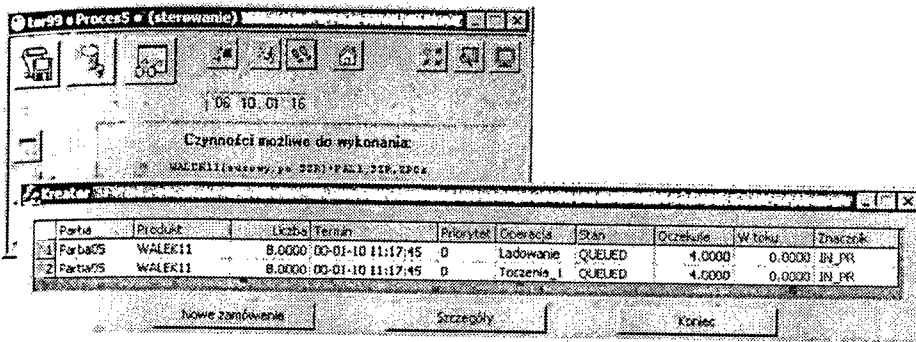 tor99 • Proces5 • (sterowanie)
06 10 01 16
Czynności możliwe do wykonania:
Kreator
Partia Produkt Liczba Termin Priorytet Operacja Stan Oczekuje W toku Znacznik
1 Partia05 WALEK11 8.0000 00-01-10 11:17:45 0 Ladowanie QUEUED 4.0000 0.0000 IN_PR
2 Partia05 WALEK11 8.0000 00-01-10 11:17:45 0 Toczenie_1 QUEUED 4.0000 0.0000 IN_PR
Nowe zamówienie Szczegóły Koniec